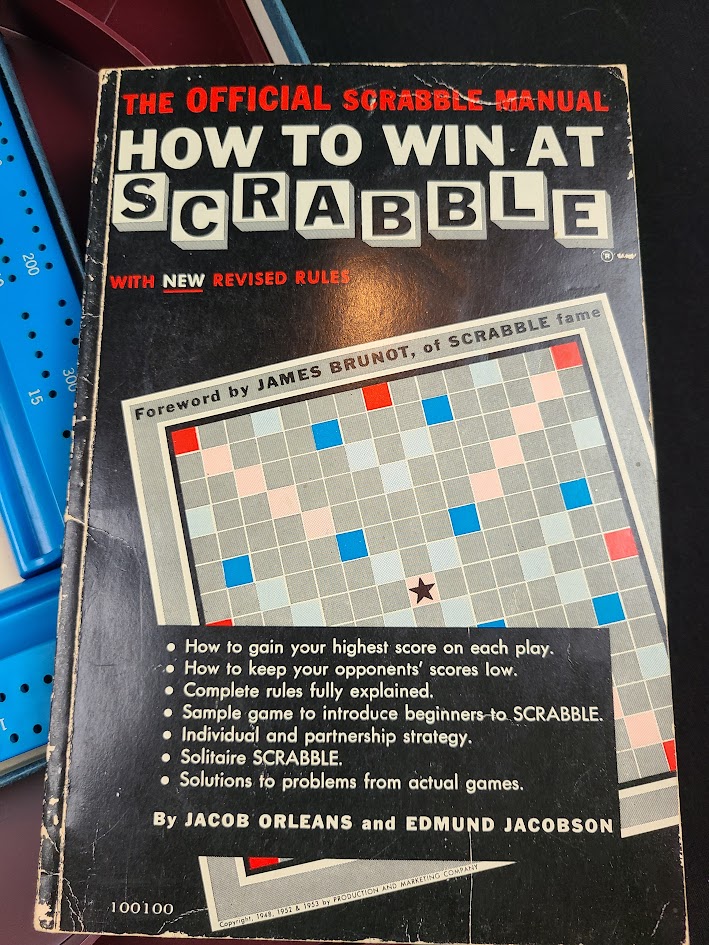 THE OFFICIAL SCRABBLE MANUAL
HOW TO WIN AT
SCRABBLE
®
WITH NEW REVISED RULES
Foreword by JAMES BRUNOT, of SCRABBLE fame
• How to gain your highest score on each play.
• How to keep your opponents' scores low.
• Complete rules fully explained.
• Sample game to introduce beginners to SCRABBLE.
• Individual and partnership strategy.
• Solitaire SCRABBLE.
• Solutions to problems from actual games.
By JACOB ORLEANS and EDMUND JACOBSON
Copyright, 1948, 1952 & 1953 by PRODUCTION AND MARKETING COMPANY
100100
200
15
300